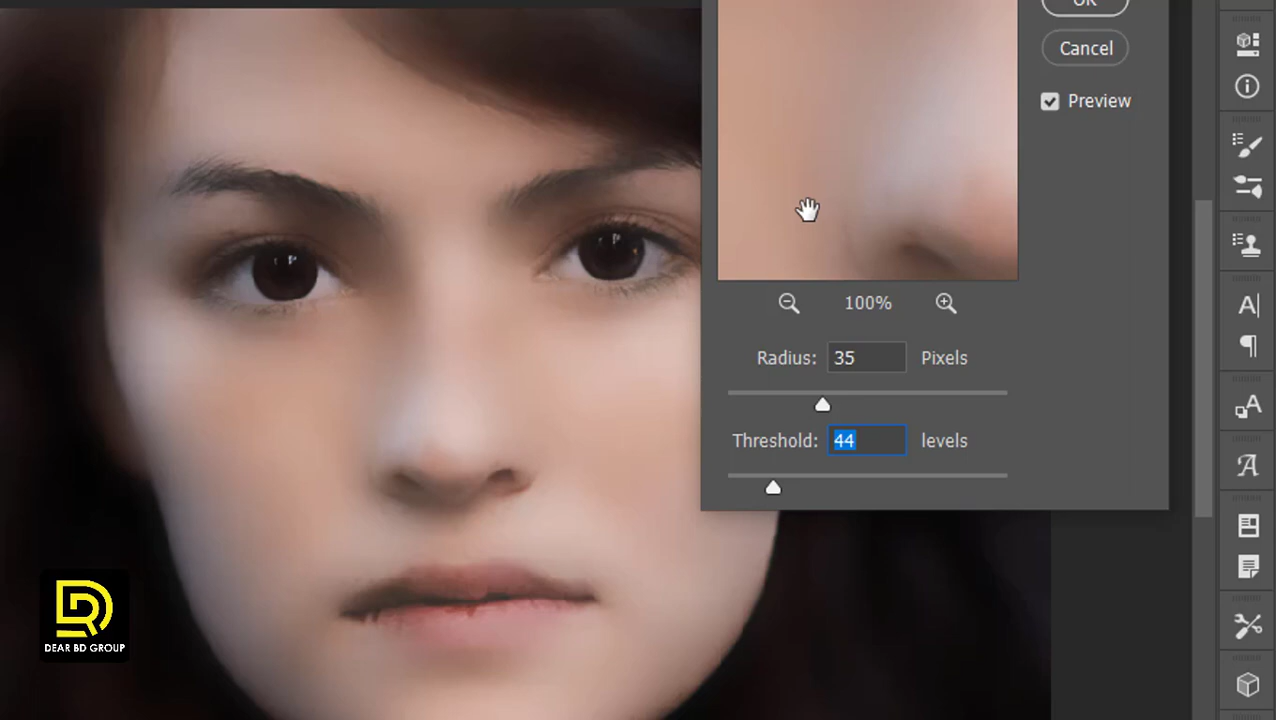 OK
Cancel
Preview
100%
Radius: 35 Pixels
Threshold: 44 levels
DEAR BD GROUP